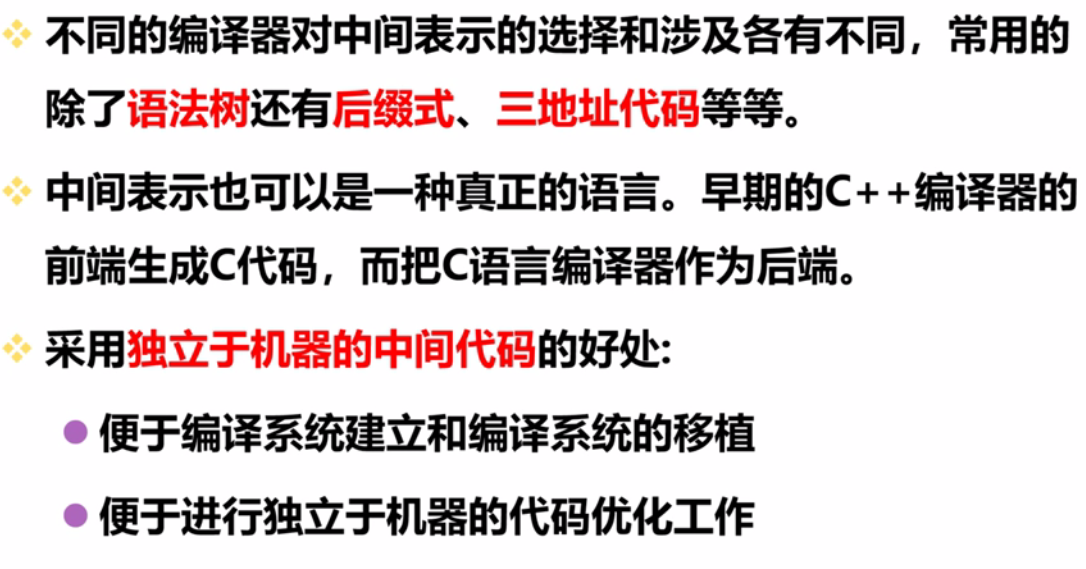 不同的编译器对中间表示的选择和涉及各有不同，常用的
除了语法树还有后缀式、三地址代码等等。
中间表示也可以是一种真正的语言。早期的C++编译器的
前端生成C代码，而把C语言编译器作为后端。
采用独立于机器的中间代码的好处:
便于编译系统建立和编译系统的移植
便于进行独立于机器的代码优化工作